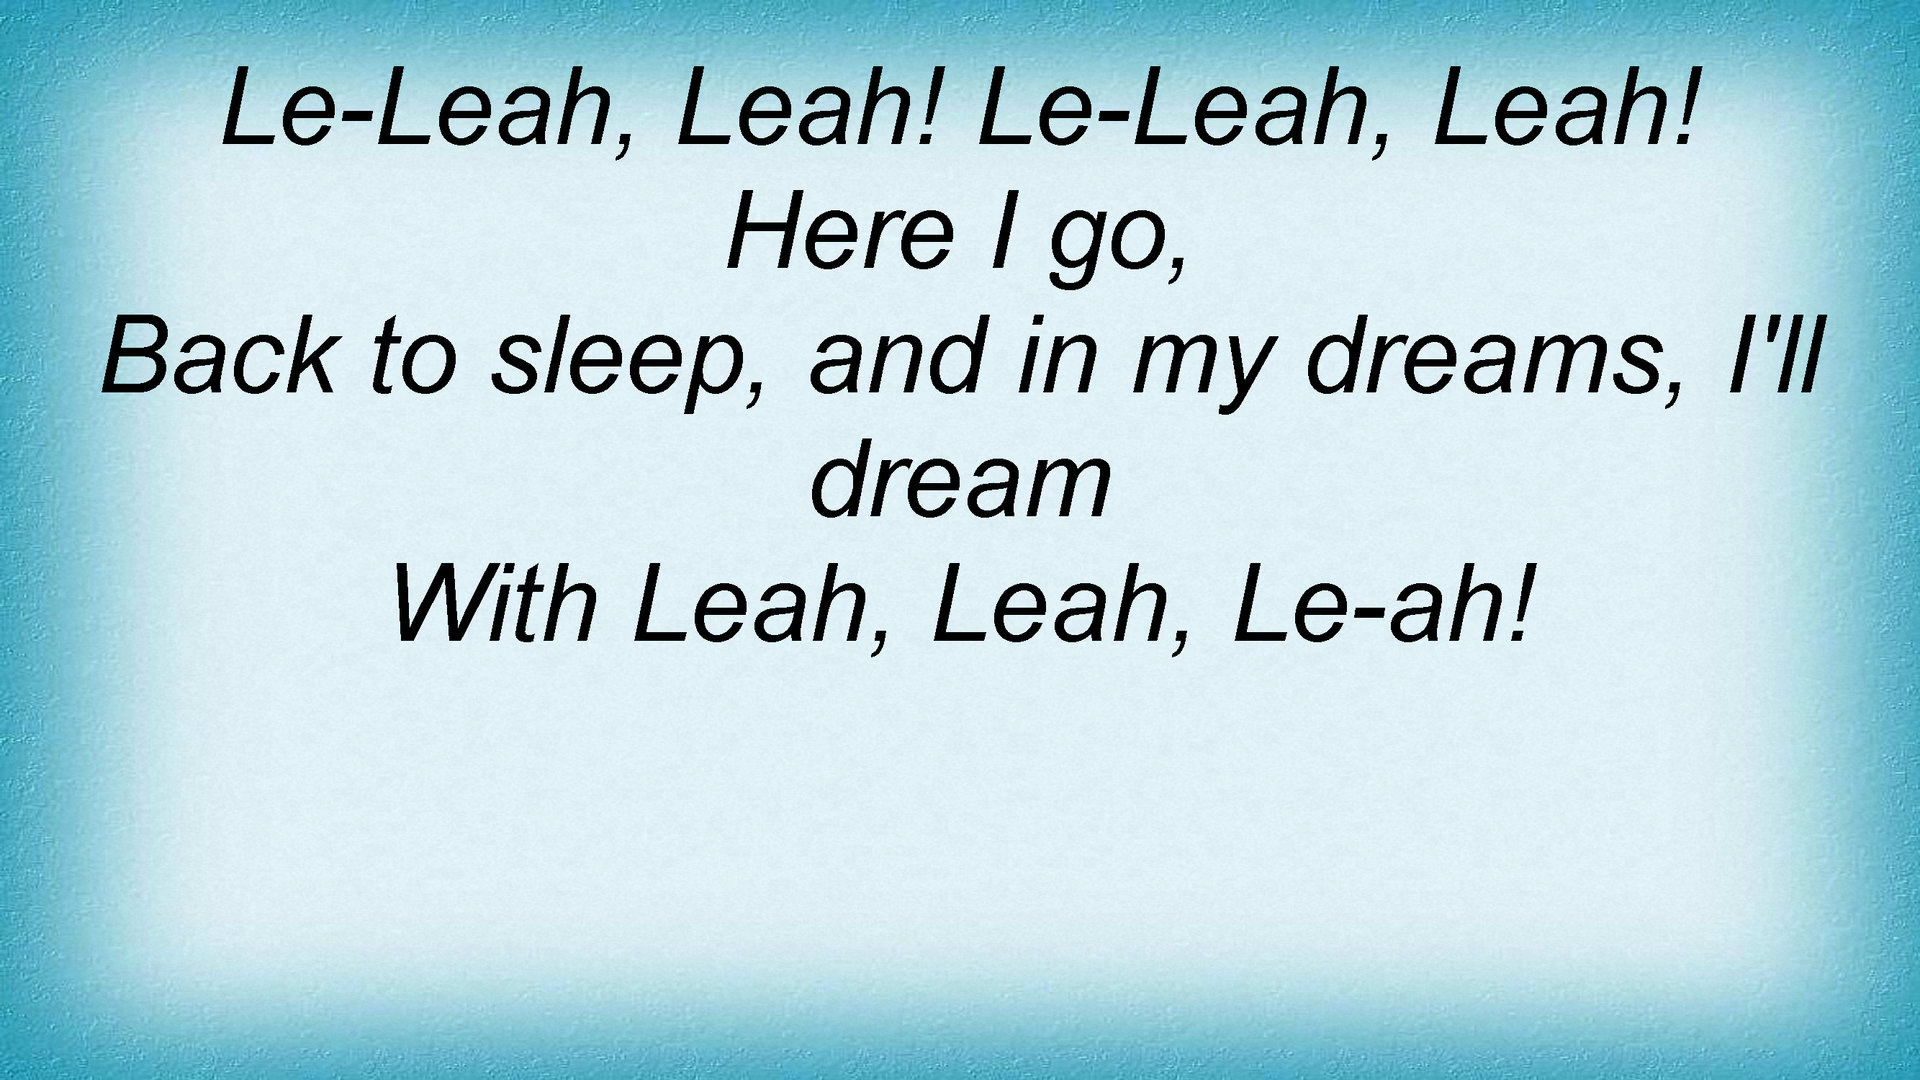 Le-Leah, Leah! Le-Leah, Leah!
Here I go,
Back to sleep, and in my dreams, I'll
dream
With Leah, Leah, Le-ah!